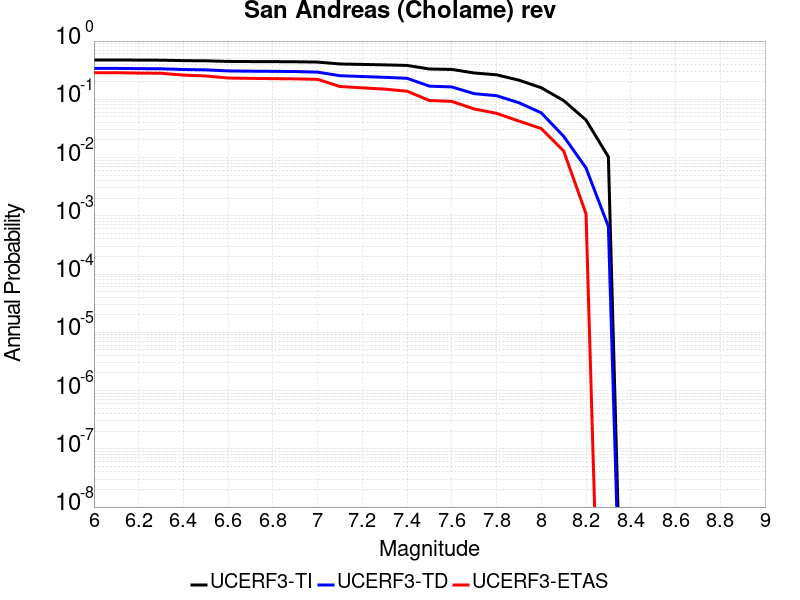 San Andreas (Cholame) rev
10^0
10^-1
10^-2
10^-3
10^-4
10^-5
10^-6
10^-7
10^-8
Annual Probability
6 6.2 6.4 6.6 6.8 7 7.2 7.4 7.6 7.8 8 8.2 8.4 8.6 8.8 9
Magnitude
UCERF3-TI UCERF3-TD UCERF3-ETAS